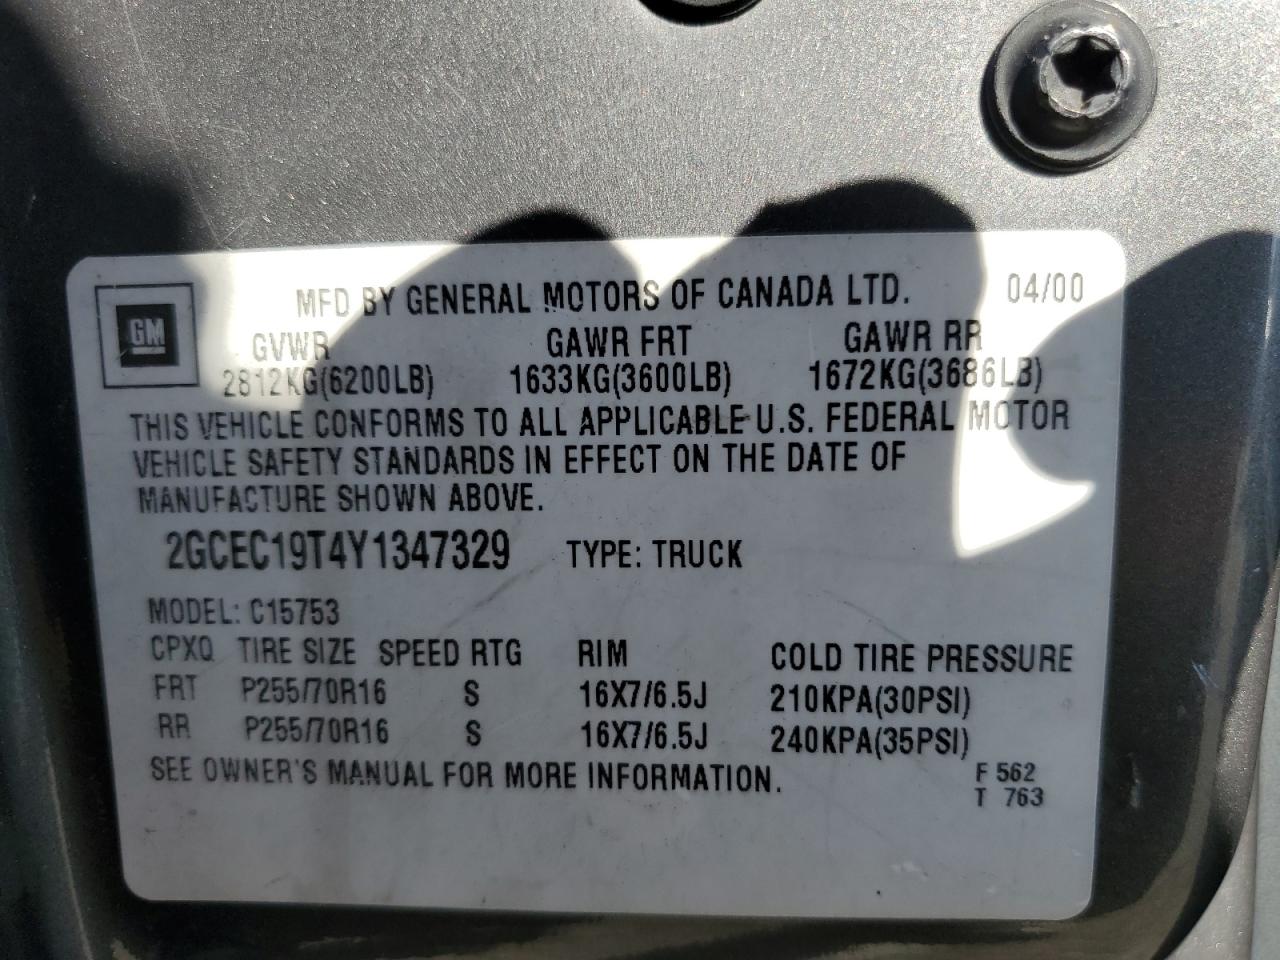 MFD BY GENERAL MOTORS OF CANADA LTD. 04/00
GM
GVWR GAWR FRT GAWR RR
2812KG(6200LB) 1633KG(3600LB) 1672KG(3686LB)
THIS VEHICLE CONFORMS TO ALL APPLICABLE U.S. FEDERAL MOTOR
VEHICLE SAFETY STANDARDS IN EFFECT ON THE DATE OF
MANUFACTURE SHOWN ABOVE.
2GCEC19T4Y1347329 TYPE: TRUCK
MODEL: C15753
CPXQ TIRE SIZE SPEED RTG RIM COLD TIRE PRESSURE
FRT P255/70R16 S 16X7/6.5J 210KPA(30PSI)
RR P255/70R16 S 16X7/6.5J 240KPA(35PSI)
SEE OWNER'S MANUAL FOR MORE INFORMATION. F 562
T 763